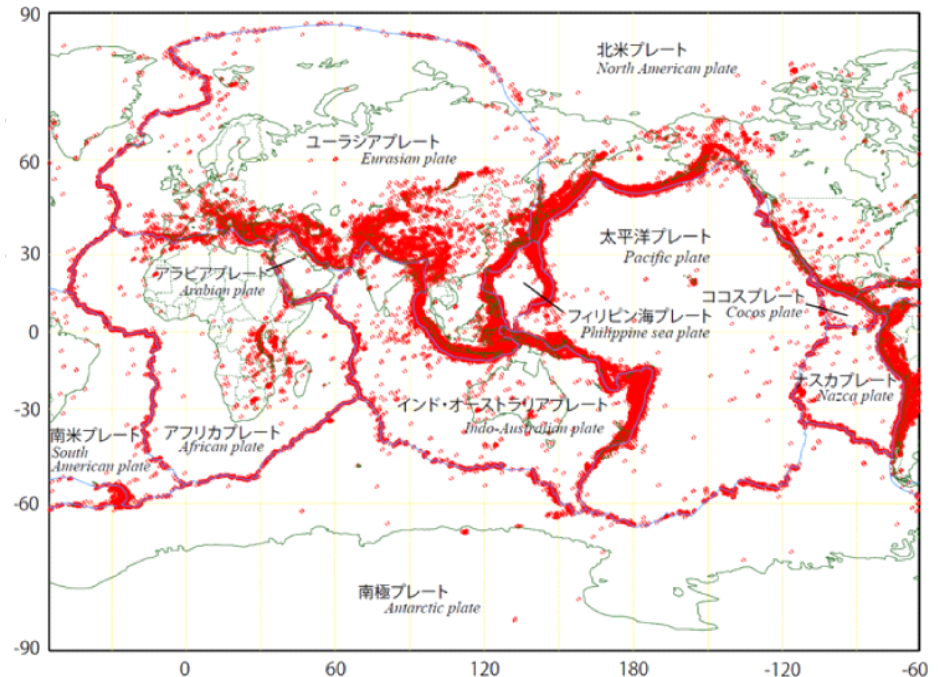 90
北米プレート
North American plate
ユーラシアプレート
Eurasian plate
60
太平洋プレート
Pacific plate
30
アラビアプレート
Arabian plate
ココスプレート
Cocos plate
フィリピン海プレート
Philippine sea plate
0
ナスカプレート
Nazca plate
-30
インド・オーストラリアプレート
Indo-Australian plate
南米プレート
South
American plate
アフリカプレート
African plate
-60
南極プレート
Antarctic plate
-90
0 60 120 180 -120 -60